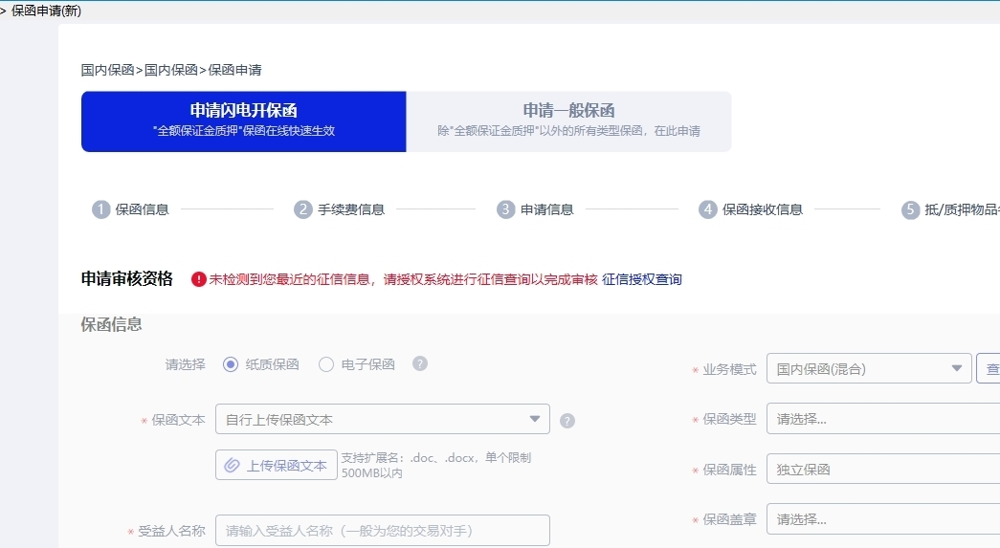 > 保函申请(新)
国内保函>国内保函>保函申请
申请闪电开保函
"全额保证金质押"保函在线快速生效
申请一般保函
除"全额保证金质押"以外的所有类型保函，在此申请
1 保函信息
2 手续费信息
3 申请信息
4 保函接收信息
5 抵/质押物品
申请审核资格
! 未检测到您最近的征信信息，请授权系统进行征信查询以完成审核 征信授权查询
保函信息
请选择 纸质保函 电子保函 ?
* 业务模式 国内保函(混合) 查
* 保函文本 自行上传保函文本 ?
* 保函类型 请选择...
上传保函文本 支持扩展名：.doc、.docx，单个限制
500MB以内
* 保函属性 独立保函
* 保函盖章 请选择...
* 受益人名称 请输入受益人名称（一般为您的交易对手）